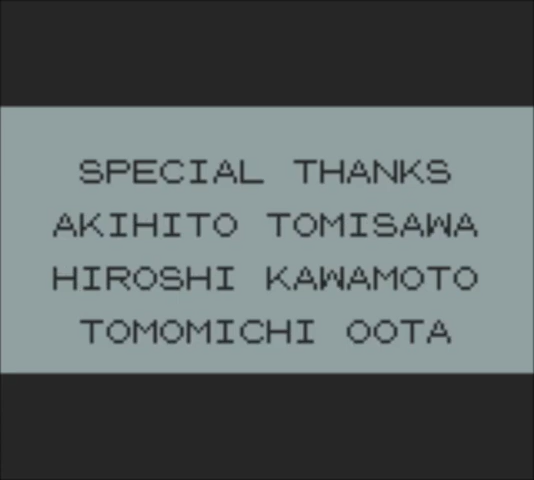 SPECIAL THANKS
AKIHITO TOMISAWA
HIROSHI KAWAMOTO
TOMOMICHI OOTA